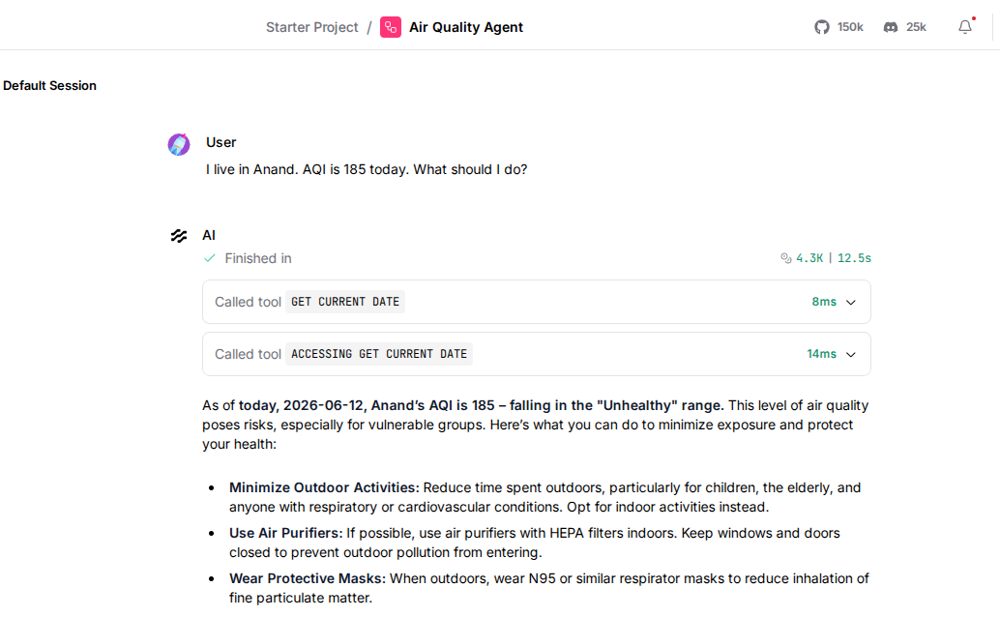 Starter Project / Air Quality Agent 150k 25k
Default Session
User
I live in Anand. AQI is 185 today. What should I do?
AI
Finished in 4.3K | 12.5s
Called tool GET CURRENT DATE 8ms
Called tool ACCESSING GET CURRENT DATE 14ms
As of today, 2026-06-12, Anand’s AQI is 185 – falling in the "Unhealthy" range. This level of air quality
poses risks, especially for vulnerable groups. Here’s what you can do to minimize exposure and protect
your health:
• Minimize Outdoor Activities: Reduce time spent outdoors, particularly for children, the elderly, and
anyone with respiratory or cardiovascular conditions. Opt for indoor activities instead.
• Use Air Purifiers: If possible, use air purifiers with HEPA filters indoors. Keep windows and doors
closed to prevent outdoor pollution from entering.
• Wear Protective Masks: When outdoors, wear N95 or similar respirator masks to reduce inhalation of
fine particulate matter.